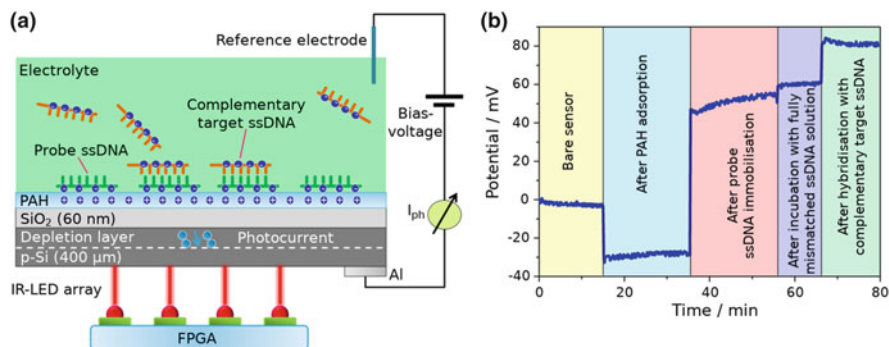 (a)
Reference electrode
Electrolyte
Complementary
target ssDNA
Bias-
voltage
Probe ssDNA
PAH
SiO₂ (60 nm)
Depletion layer
Photocurrent
p-Si (400 μm)
Iph
Al
IR-LED array
FPGA
(b)
Potential / mV
80
60
40
20
0
-20
-40
Bare sensor
After PAH adsorption
After probe
ssDNA immobilisation
After incubation with fully
mismatched ssDNA solution
After hybridisation with
complementary target ssDNA
0 20 40 60 80
Time / min